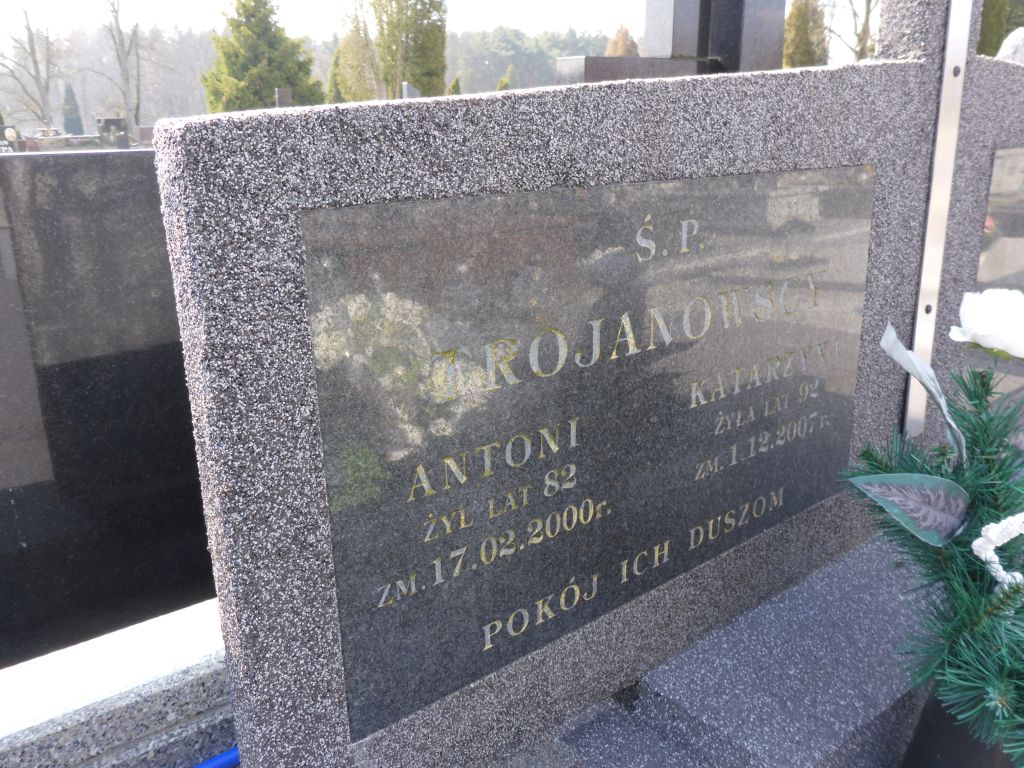 Ś.P.
TROJANOWSCY
ANTONI
ŻYŁ LAT 82
ZM. 17.02.2000r.
KATARZYNA
ŻYŁA LAT 92
ZM. 1.12.2007r.
POKÓJ ICH DUSZOM